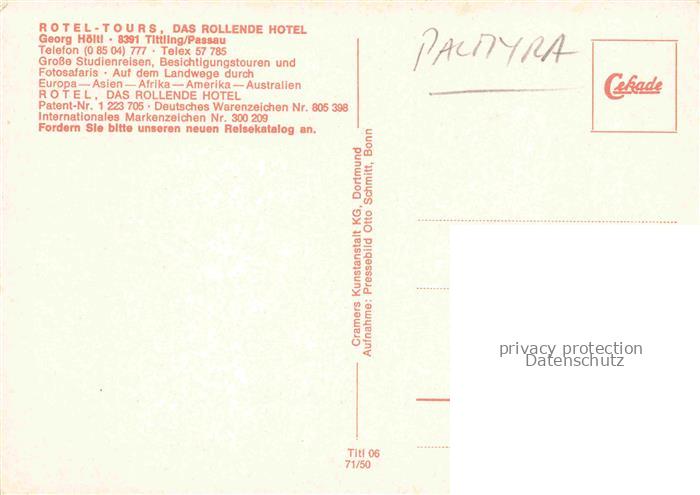 ROTEL-TOURS, DAS ROLLENDE HOTEL
Georg Höltl · 8391 Tittling/Passau
Telefon (0 85 04) 777 · Telex 57 785
Große Studienreisen, Besichtigungstouren und
Fotosafaris · Auf dem Landwege durch
Europa—Asien—Afrika—Amerika—Australien
ROTEL, DAS ROLLENDE HOTEL
Patent-Nr. 1 223 705 · Deutsches Warenzeichen Nr. 805 398
Internationales Markenzeichen Nr. 300 209
Fordern Sie bitte unseren neuen Reisekatalog an.
PALMYRA
Cekade
Cramers Kunstanstalt KG, Dortmund
Aufnahme: Pressebild Otto Schmitt, Bonn
Titl 06
71/50
privacy protection
Datenschutz